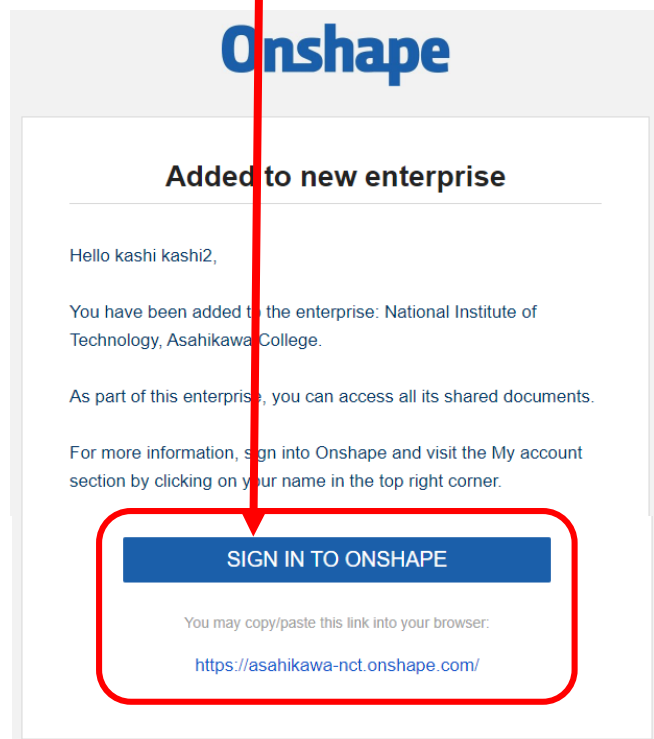 Onshape
Added to new enterprise
Hello kashi kashi2,
You have been added to the enterprise: National Institute of
Technology, Asahikawa College.
As part of this enterprise, you can access all its shared documents.
For more information, sign into Onshape and visit the My account
section by clicking on your name in the top right corner.
SIGN IN TO ONSHAPE
You may copy/paste this link into your browser:
https://asahikawa-nct.onshape.com/